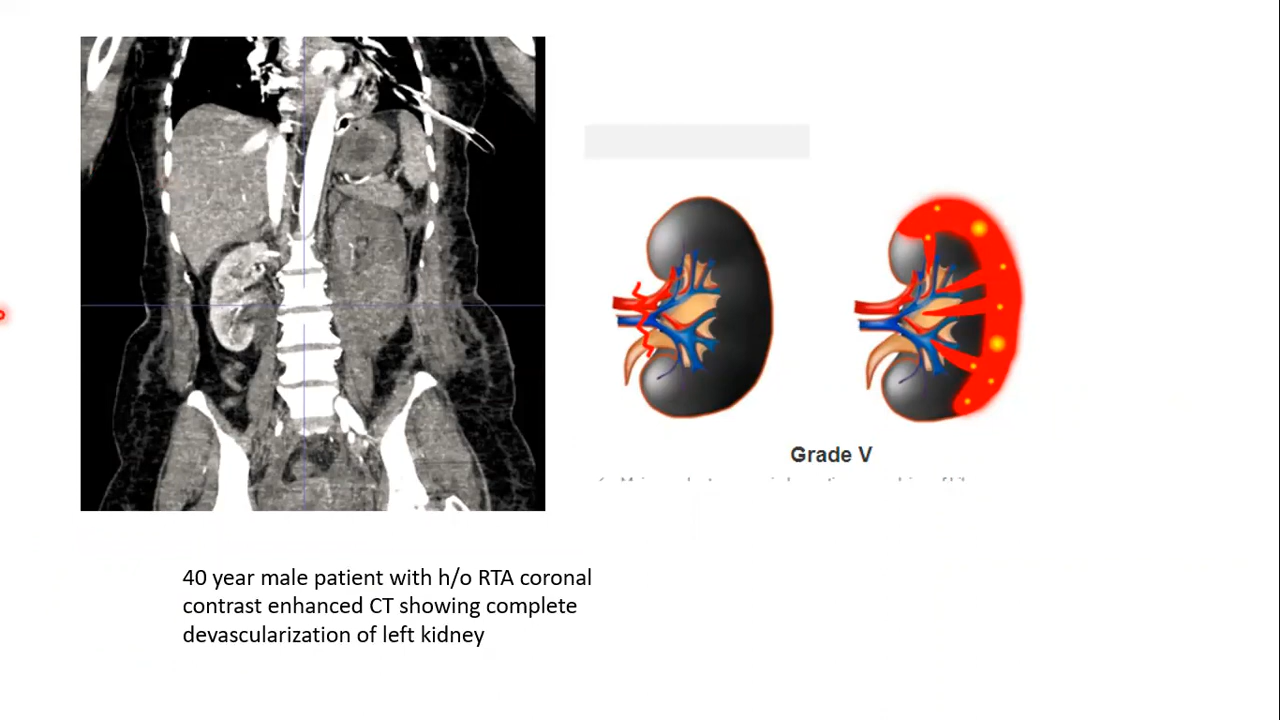 Grade V
40 year male patient with h/o RTA coronal
contrast enhanced CT showing complete
devascularization of left kidney